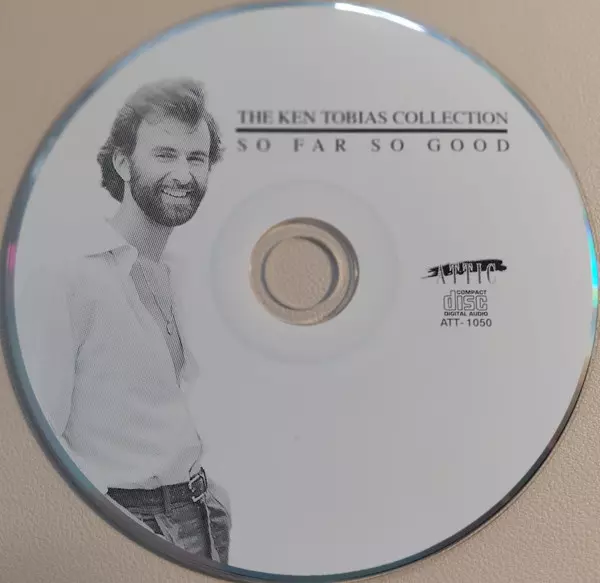 THE KEN TOBIAS COLLECTION
SO FAR SO GOOD
ATTIC
COMPACT
disc
DIGITAL AUDIO
ATT-1050